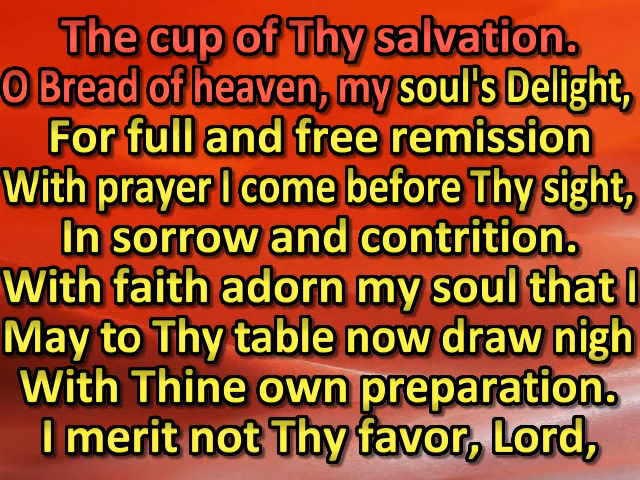 The cup of Thy salvation.
O Bread of heaven, my soul's Delight,
For full and free remission
With prayer I come before Thy sight,
In sorrow and contrition.
With faith adorn my soul that I
May to Thy table now draw nigh
With Thine own preparation.
I merit not Thy favor, Lord,